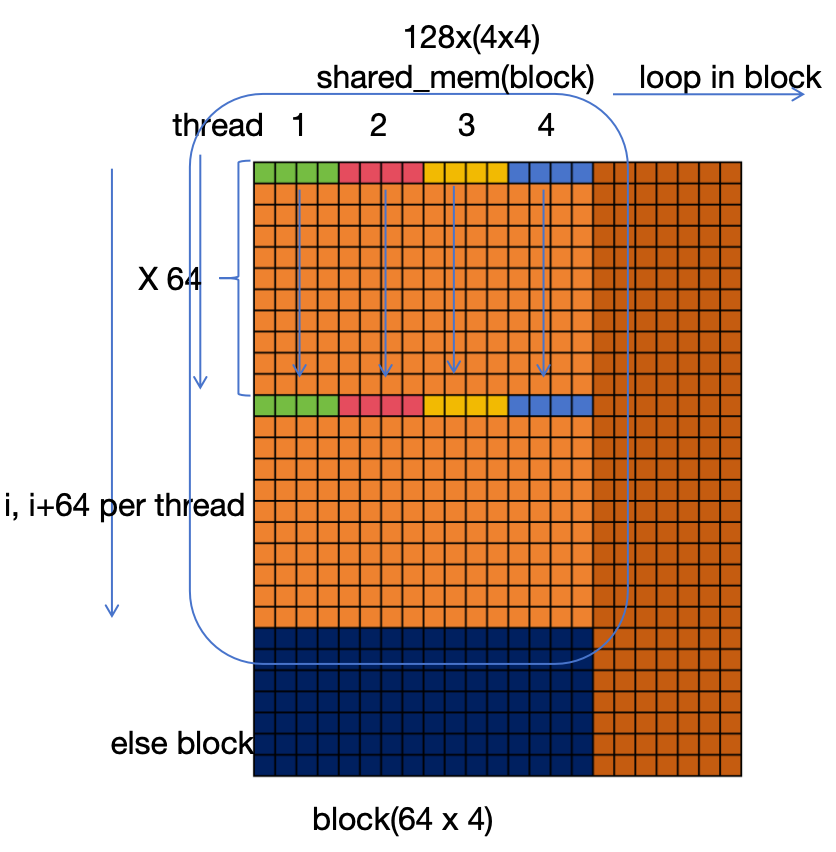 128x(4x4)
shared_mem(block)
loop in block
thread 1 2 3 4
X 64
i, i+64 per thread
else block
block(64 x 4)